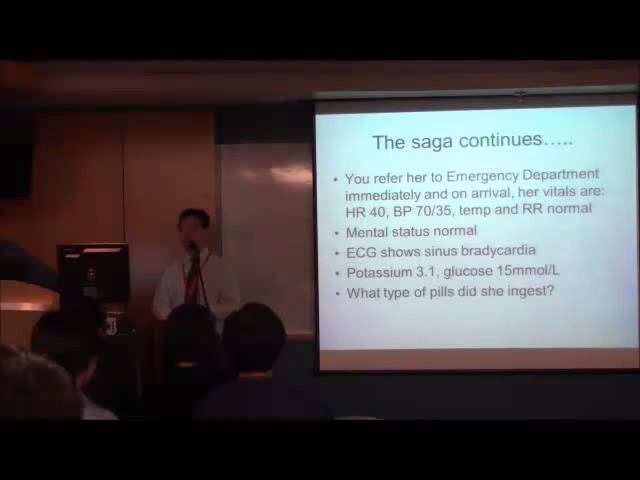 The saga continues…..
• You refer her to Emergency Department
immediately and on arrival, her vitals are:
HR 40, BP 70/35, temp and RR normal
• Mental status normal
• ECG shows sinus bradycardia
• Potassium 3.1, glucose 15mmol/L
• What type of pills did she ingest?